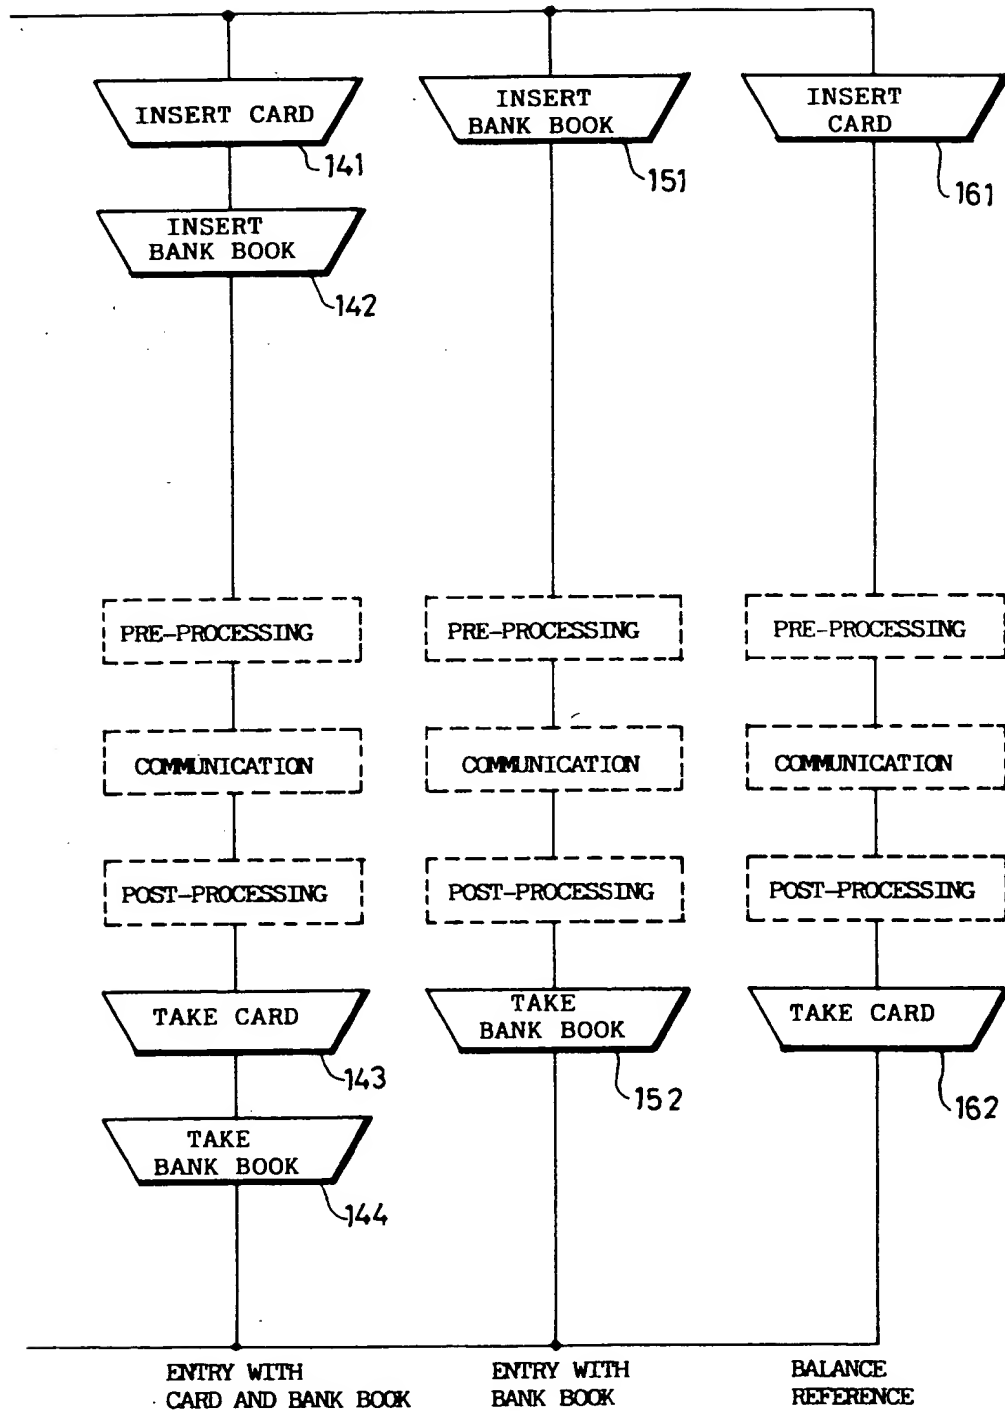 INSERT CARD
141
INSERT
BANK BOOK
142
PRE-PROCESSING
COMMUNICATION
POST-PROCESSING
TAKE CARD
143
TAKE
BANK BOOK
144
ENTRY WITH
CARD AND BANK BOOK
INSERT
BANK BOOK
151
PRE-PROCESSING
COMMUNICATION
POST-PROCESSING
TAKE
BANK BOOK
152
ENTRY WITH
BANK BOOK
INSERT
CARD
161
PRE-PROCESSING
COMMUNICATION
POST-PROCESSING
TAKE CARD
162
BALANCE
REFERENCE